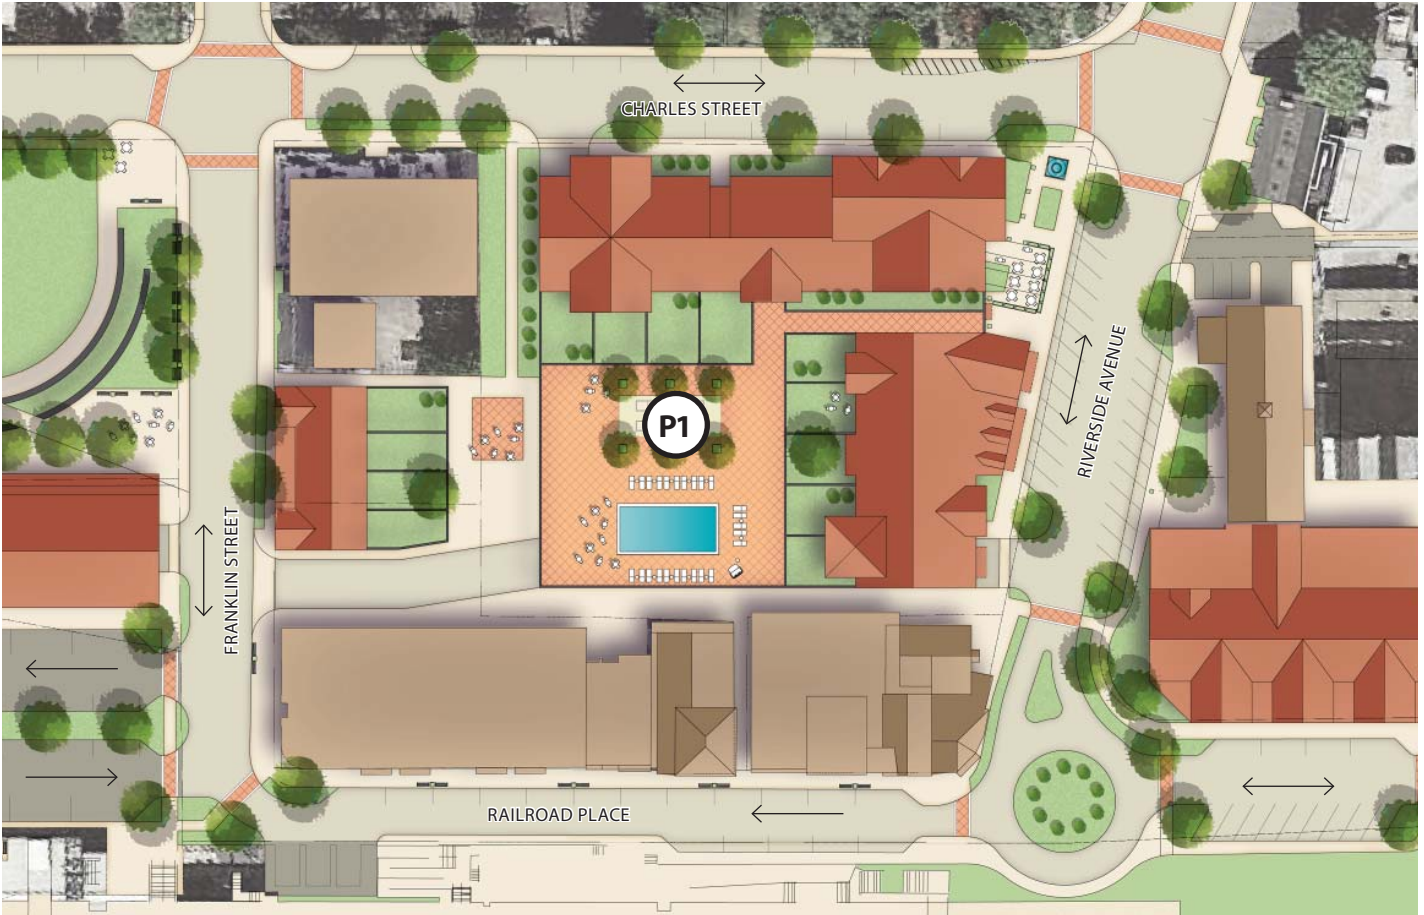 CHARLES STREET
P1
RIVERSIDE AVENUE
FRANKLIN STREET
RAILROAD PLACE